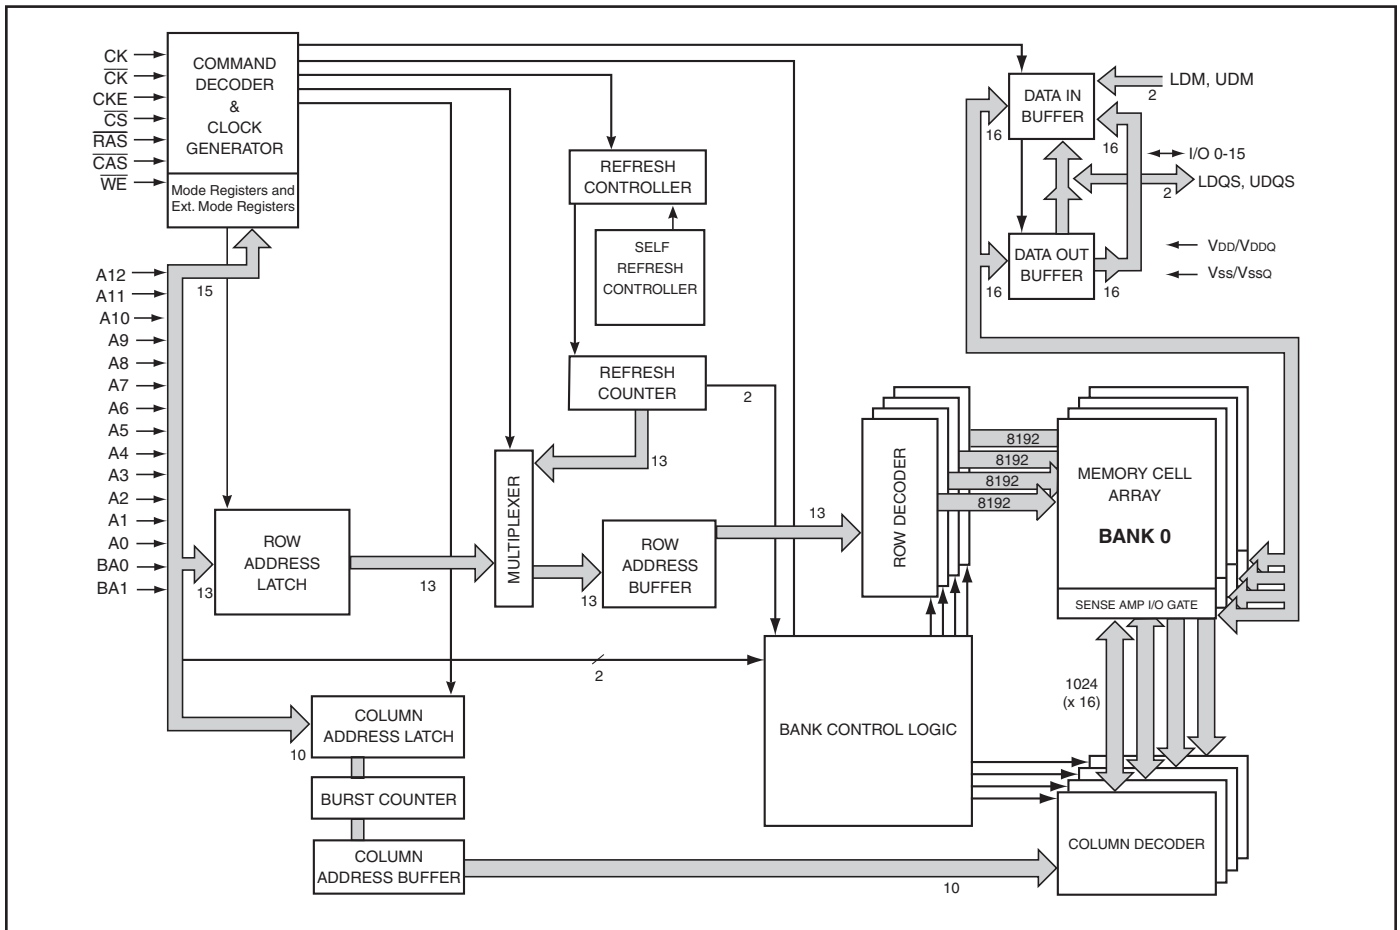 CK
CK
CKE
CS
RAS
CAS
WE
COMMAND
DECODER
&
CLOCK
GENERATOR
Mode Registers and
Ext. Mode Registers
A12
A11
A10
A9
A8
A7
A6
A5
A4
A3
A2
A1
A0
BA0
BA1
15
13
10
ROW
ADDRESS
LATCH
13
2
COLUMN
ADDRESS LATCH
BURST COUNTER
COLUMN
ADDRESS BUFFER
10
REFRESH
CONTROLLER
SELF
REFRESH
CONTROLLER
REFRESH
COUNTER
2
13
MULTIPLEXER
13
ROW
ADDRESS
BUFFER
13
ROW DECODER
8192
8192
8192
8192
BANK CONTROL LOGIC
MEMORY CELL
ARRAY
BANK 0
SENSE AMP I/O GATE
1024
(x 16)
COLUMN DECODER
DATA IN
BUFFER
LDM, UDM
2
16
16
I/O 0-15
LDQS, UDQS
2
DATA OUT
BUFFER
16
16
VDD/VDDQ
VSS/VSSQ